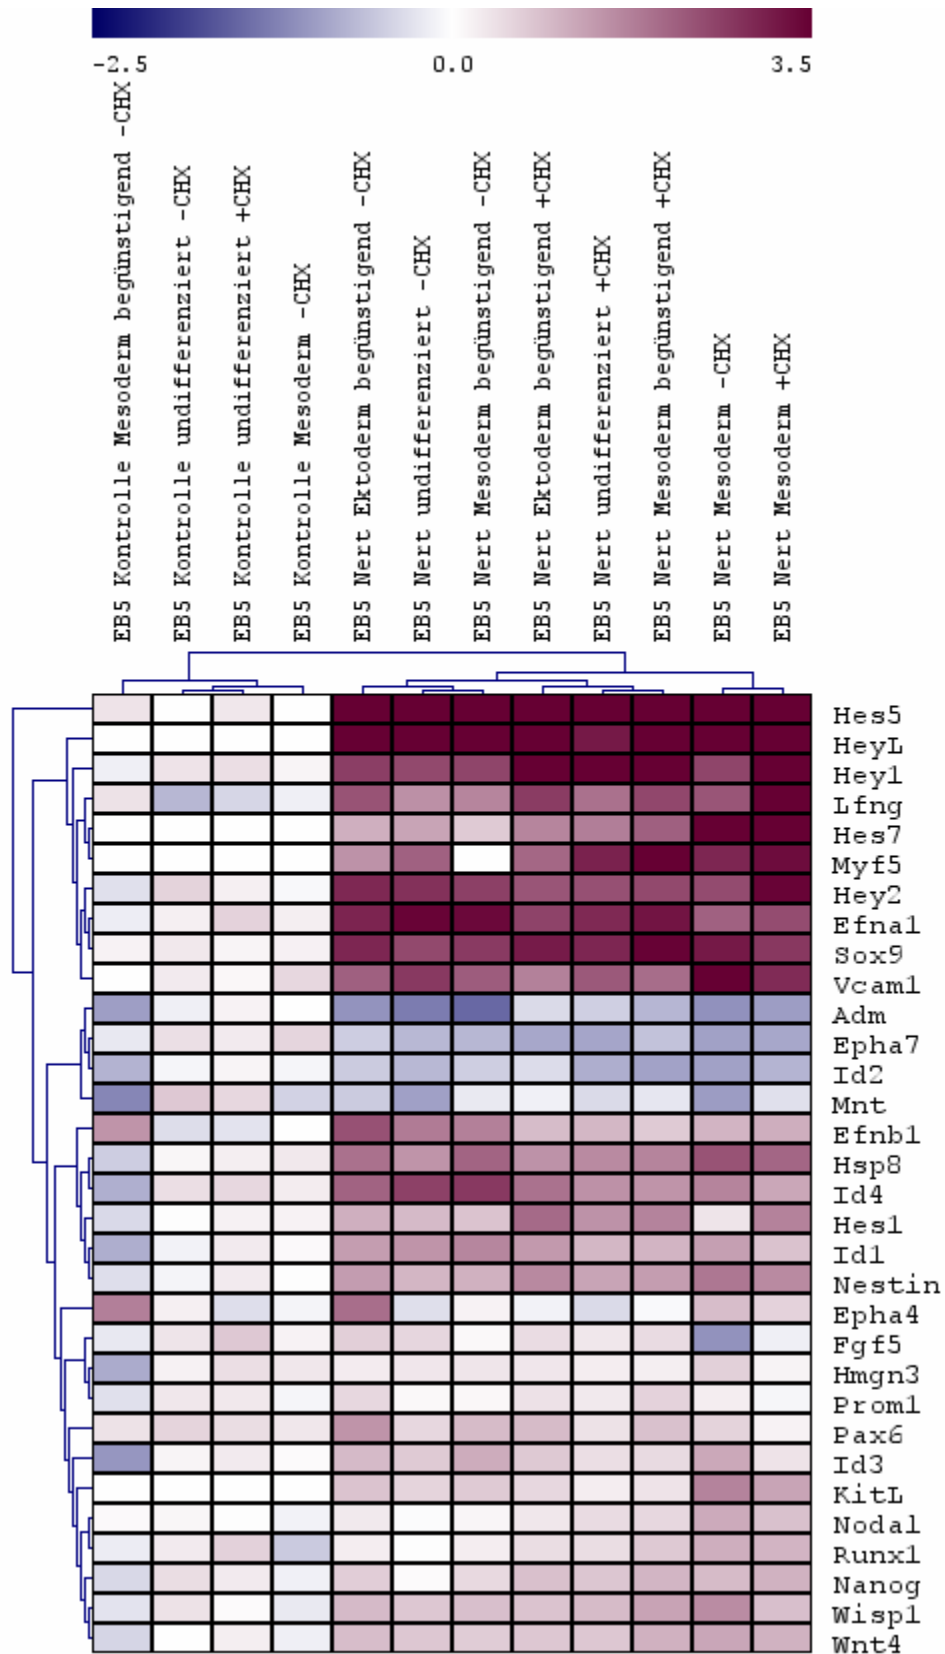 -2.5 0.0 3.5
EB5 Kontrolle Mesoderm begünstigend -CHX
EB5 Kontrolle undifferenziert -CHX
EB5 Kontrolle undifferenziert +CHX
EB5 Kontrolle Mesoderm -CHX
EB5 Nert Ektoderm begünstigend -CHX
EB5 Nert undifferenziert -CHX
EB5 Nert Mesoderm begünstigend -CHX
EB5 Nert Ektoderm begünstigend +CHX
EB5 Nert undifferenziert +CHX
EB5 Nert Mesoderm begünstigend +CHX
EB5 Nert Mesoderm -CHX
EB5 Nert Mesoderm +CHX
Hes5
HeyL
Hey1
Lfng
Hes7
Myf5
Hey2
Efna1
Sox9
Vcam1
Adm
Epha7
Id2
Mnt
Efnb1
Hsp8
Id4
Hes1
Id1
Nestin
Epha4
Fgf5
Hmgn3
Prom1
Pax6
Id3
KitL
Nodal
Runx1
Nanog
Wisp1
Wnt4